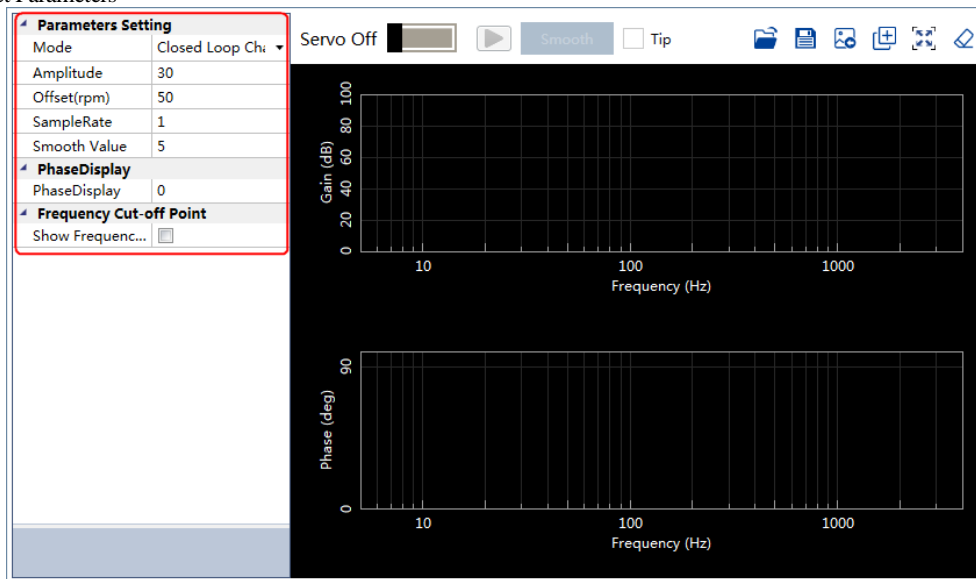 Parameters
Parameters Setting
Mode Closed Loop Cha
Amplitude 30
Offset(rpm) 50
SampleRate 1
Smooth Value 5
PhaseDisplay
PhaseDisplay 0
Frequency Cut-off Point
Show Frequenc...
Servo Off Smooth Tip
100
80
60
40
20
0
Gain (dB)
10 100 1000
Frequency (Hz)
90
0
Phase (deg)
10 100 1000
Frequency (Hz)